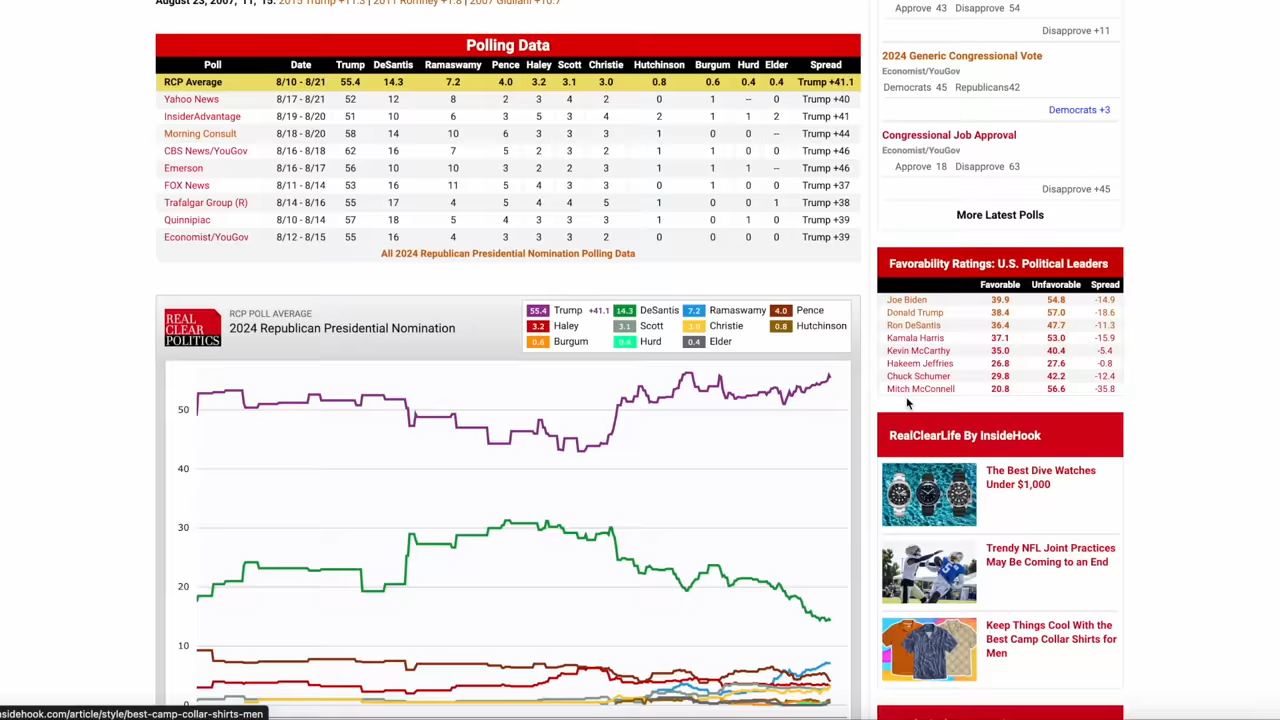 August 23, 2007, '11, '15: 2015 Trump +11.3 | 2011 Romney +1.8 | 2007 Giuliani +10.7
Polling Data
Poll Date Trump DeSantis Ramaswamy Pence Haley Scott Christie Hutchinson Burgum Hurd Elder Spread
RCP Average 8/10 - 8/21 55.4 14.3 7.2 4.0 3.2 3.1 3.0 0.8 0.6 0.4 0.4 Trump +41.1
Yahoo News 8/17 - 8/21 52 12 8 2 3 4 2 0 1 -- 0 Trump +40
InsiderAdvantage 8/19 - 8/20 51 10 6 3 5 3 4 2 1 1 2 Trump +41
Morning Consult 8/18 - 8/20 58 14 10 6 3 3 3 1 0 0 -- Trump +44
CBS News/YouGov 8/16 - 8/18 62 16 7 5 2 3 2 1 1 0 0 Trump +46
Emerson 8/16 - 8/17 56 10 10 3 2 2 3 1 1 1 -- Trump +46
FOX News 8/11 - 8/14 53 16 11 5 4 3 3 0 1 0 0 Trump +37
Trafalgar Group (R) 8/14 - 8/16 55 17 4 5 4 4 5 1 0 0 1 Trump +38
Quinnipiac 8/10 - 8/14 57 18 5 4 3 3 3 1 0 1 0 Trump +39
Economist/YouGov 8/12 - 8/15 55 16 4 3 3 3 2 0 0 0 0 Trump +39
All 2024 Republican Presidential Nomination Polling Data
REAL
CLEAR
POLITICS
RCP POLL AVERAGE
2024 Republican Presidential Nomination
55.4 Trump +41.1 14.3 DeSantis 7.2 Ramaswamy 4.0 Pence
3.2 Haley 3.1 Scott 3.0 Christie 0.8 Hutchinson
0.6 Burgum 0.4 Hurd 0.4 Elder
50
40
30
20
10
0
Approve 43 Disapprove 54
Disapprove +11
2024 Generic Congressional Vote
Economist/YouGov
Democrats 45 Republicans42
Democrats +3
Congressional Job Approval
Economist/YouGov
Approve 18 Disapprove 63
Disapprove +45
More Latest Polls
Favorability Ratings: U.S. Political Leaders
Favorable Unfavorable Spread
Joe Biden 39.9 54.8 -14.9
Donald Trump 38.4 57.0 -18.6
Ron DeSantis 36.4 47.7 -11.3
Kamala Harris 37.1 53.0 -15.9
Kevin McCarthy 35.0 40.4 -5.4
Hakeem Jeffries 26.8 27.6 -0.8
Chuck Schumer 29.8 42.2 -12.4
Mitch McConnell 20.8 56.6 -35.8
RealClearLife By InsideHook
The Best Dive Watches
Under $1,000
Trendy NFL Joint Practices
May Be Coming to an End
Keep Things Cool With the
Best Camp Collar Shirts for
Men
nsidehook.com/article/style/best-camp-collar-shirts-men